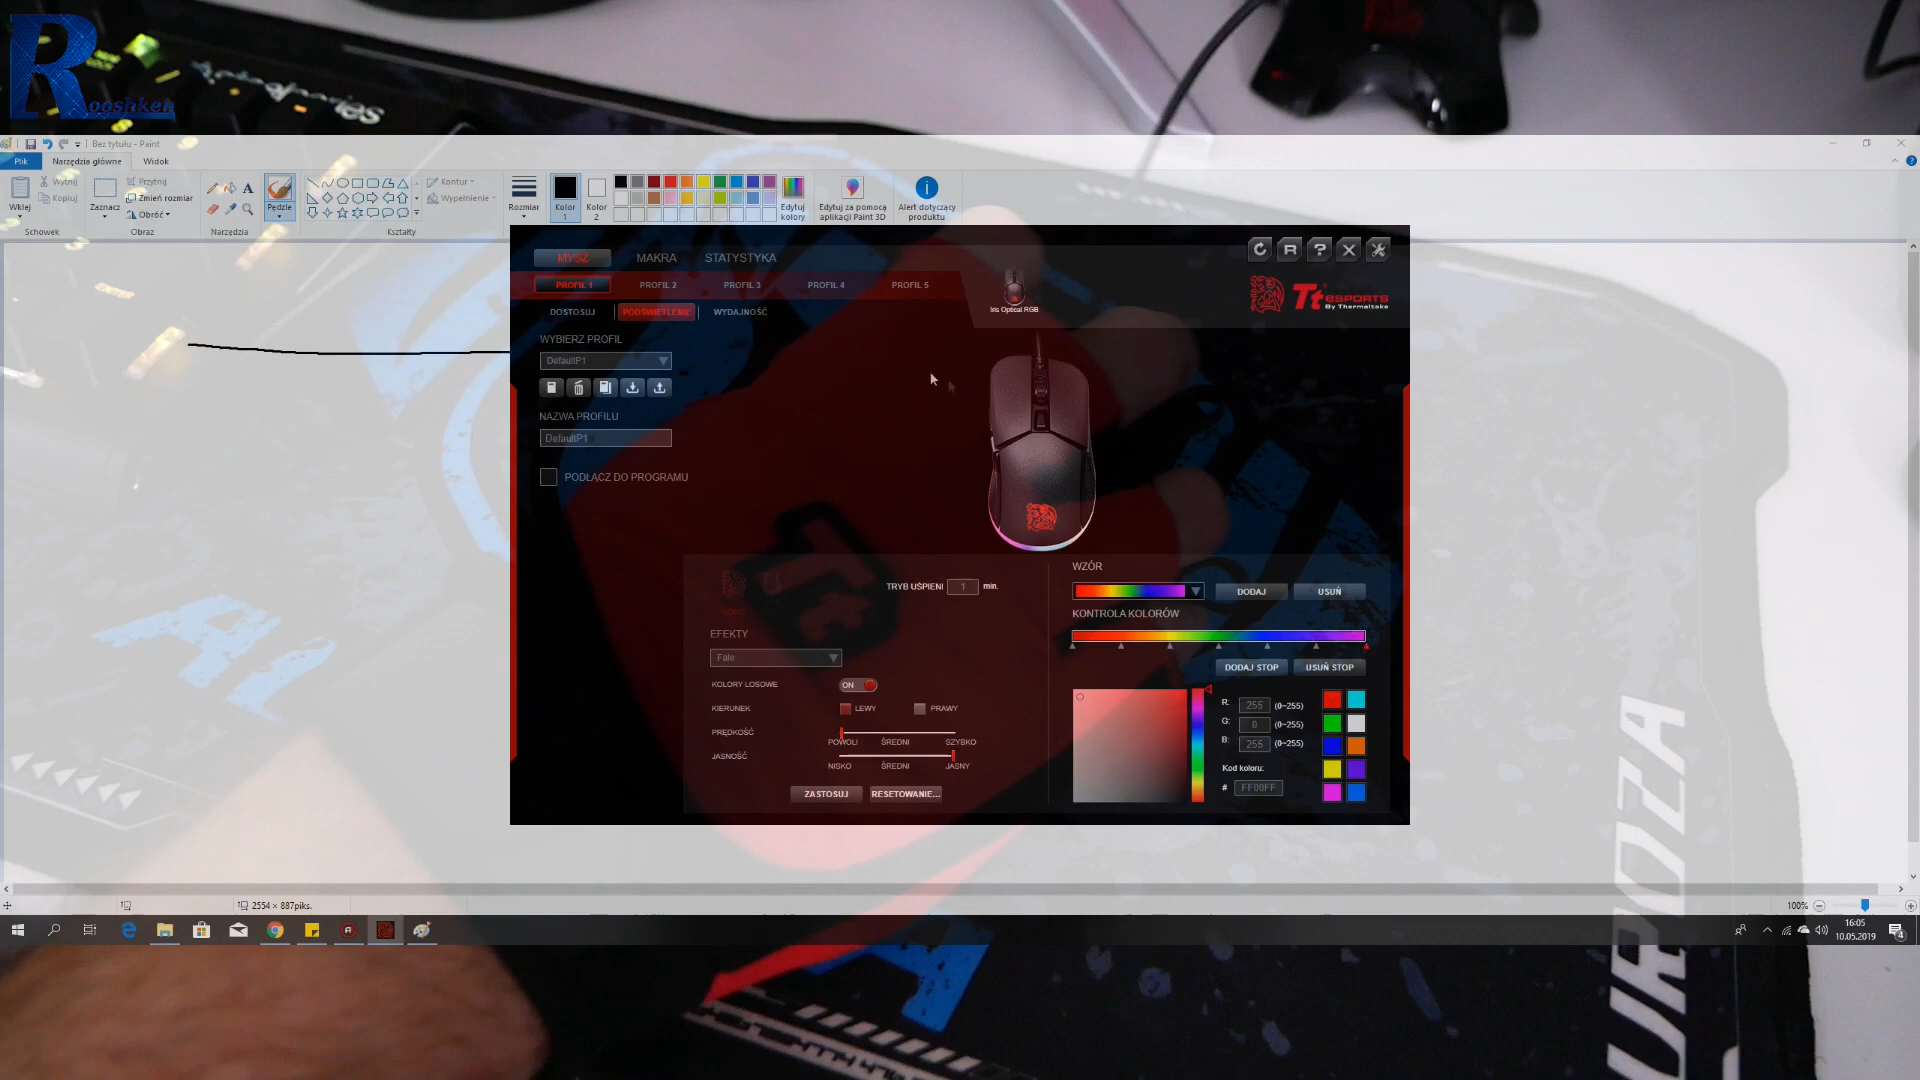 Rooshken
Bez tytułu - Paint
Plik
Narzędzia główne
Widok
Wklej
Wytnij
Kopiuj
Schowek
Zaznacz
Przytnij
Zmień rozmiar
Obróć
Obraz
Narzędzia
Pędzle
Kształty
Kontur
Wypełnienie
Rozmiar
Kolor
1
Kolor
2
Edytuj
kolory
Edytuj za pomocą
aplikacji Paint 3D
Alert dotyczący
produktu
MYSZ
MAKRA
STATYSTYKA
PROFIL 1
PROFIL 2
PROFIL 3
PROFIL 4
PROFIL 5
DOSTOSUJ
PODŚWIETLENIE
WYDAJNOŚĆ
Iris Optical RGB
Tt eSPORTS
By Thermaltake
WYBIERZ PROFIL
DefaultP1
NAZWA PROFILU
DefaultP1
PODŁĄCZ DO PROGRAMU
TRYB UŚPIENI 1 min.
EFEKTY
Fale
KOLORY LOSOWE ON
KIERUNEK LEWY PRAWY
PRĘDKOŚĆ
POWOLI ŚREDNI SZYBKO
JASNOŚĆ
NISKO ŚREDNI JASNY
ZASTOSUJ RESETOWANIE...
WZÓR
DODAJ USUŃ
KONTROLA KOLORÓW
DODAJ STOP USUŃ STOP
R: 255 (0~255)
G: 0 (0~255)
B: 255 (0~255)
Kod koloru:
# FF00FF
2554 × 887piks.
100%
16:05
10.05.2019
4